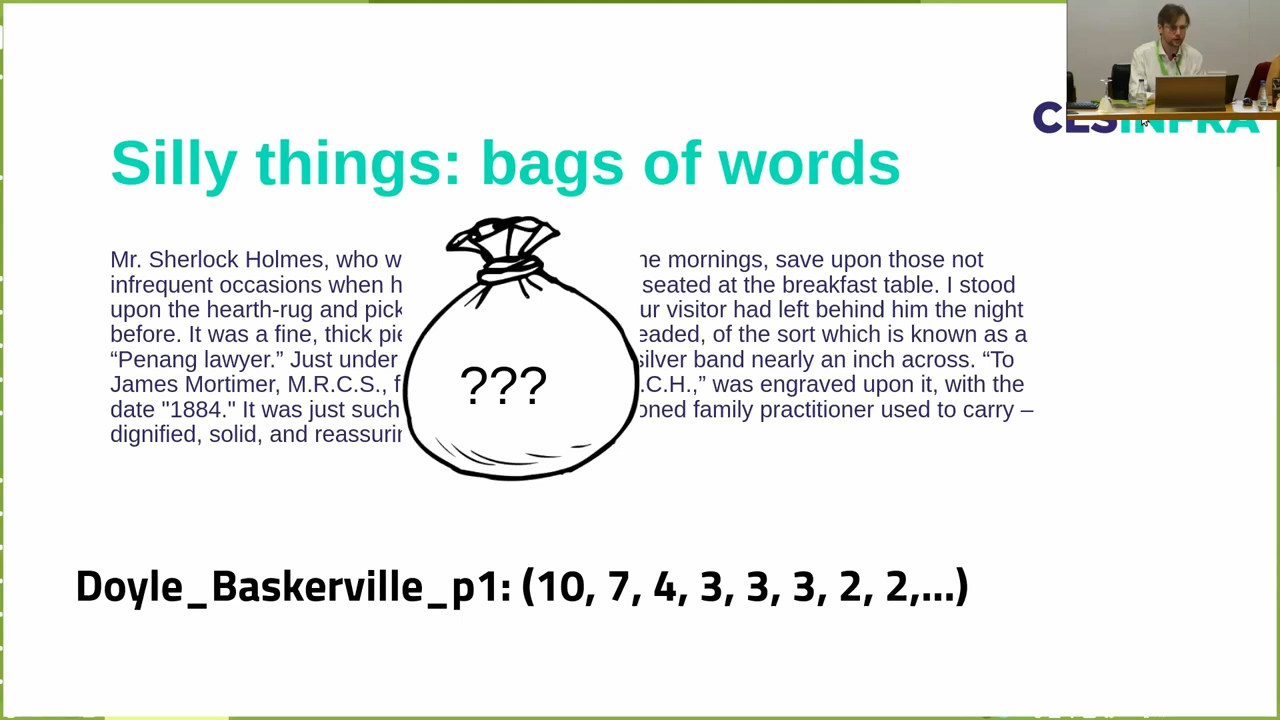 CLSINFRA
Silly things: bags of words
Mr. Sherlock Holmes, who w he mornings, save upon those not
infrequent occasions when h seated at the breakfast table. I stood
upon the hearth-rug and pick ur visitor had left behind him the night
before. It was a fine, thick pie eaded, of the sort which is known as a
“Penang lawyer.” Just under silver band nearly an inch across. “To
James Mortimer, M.R.C.S., f .C.H.,” was engraved upon it, with the
date "1884." It was just such oned family practitioner used to carry –
dignified, solid, and reassurin
???
Doyle_Baskerville_p1: (10, 7, 4, 3, 3, 3, 2, 2,...)